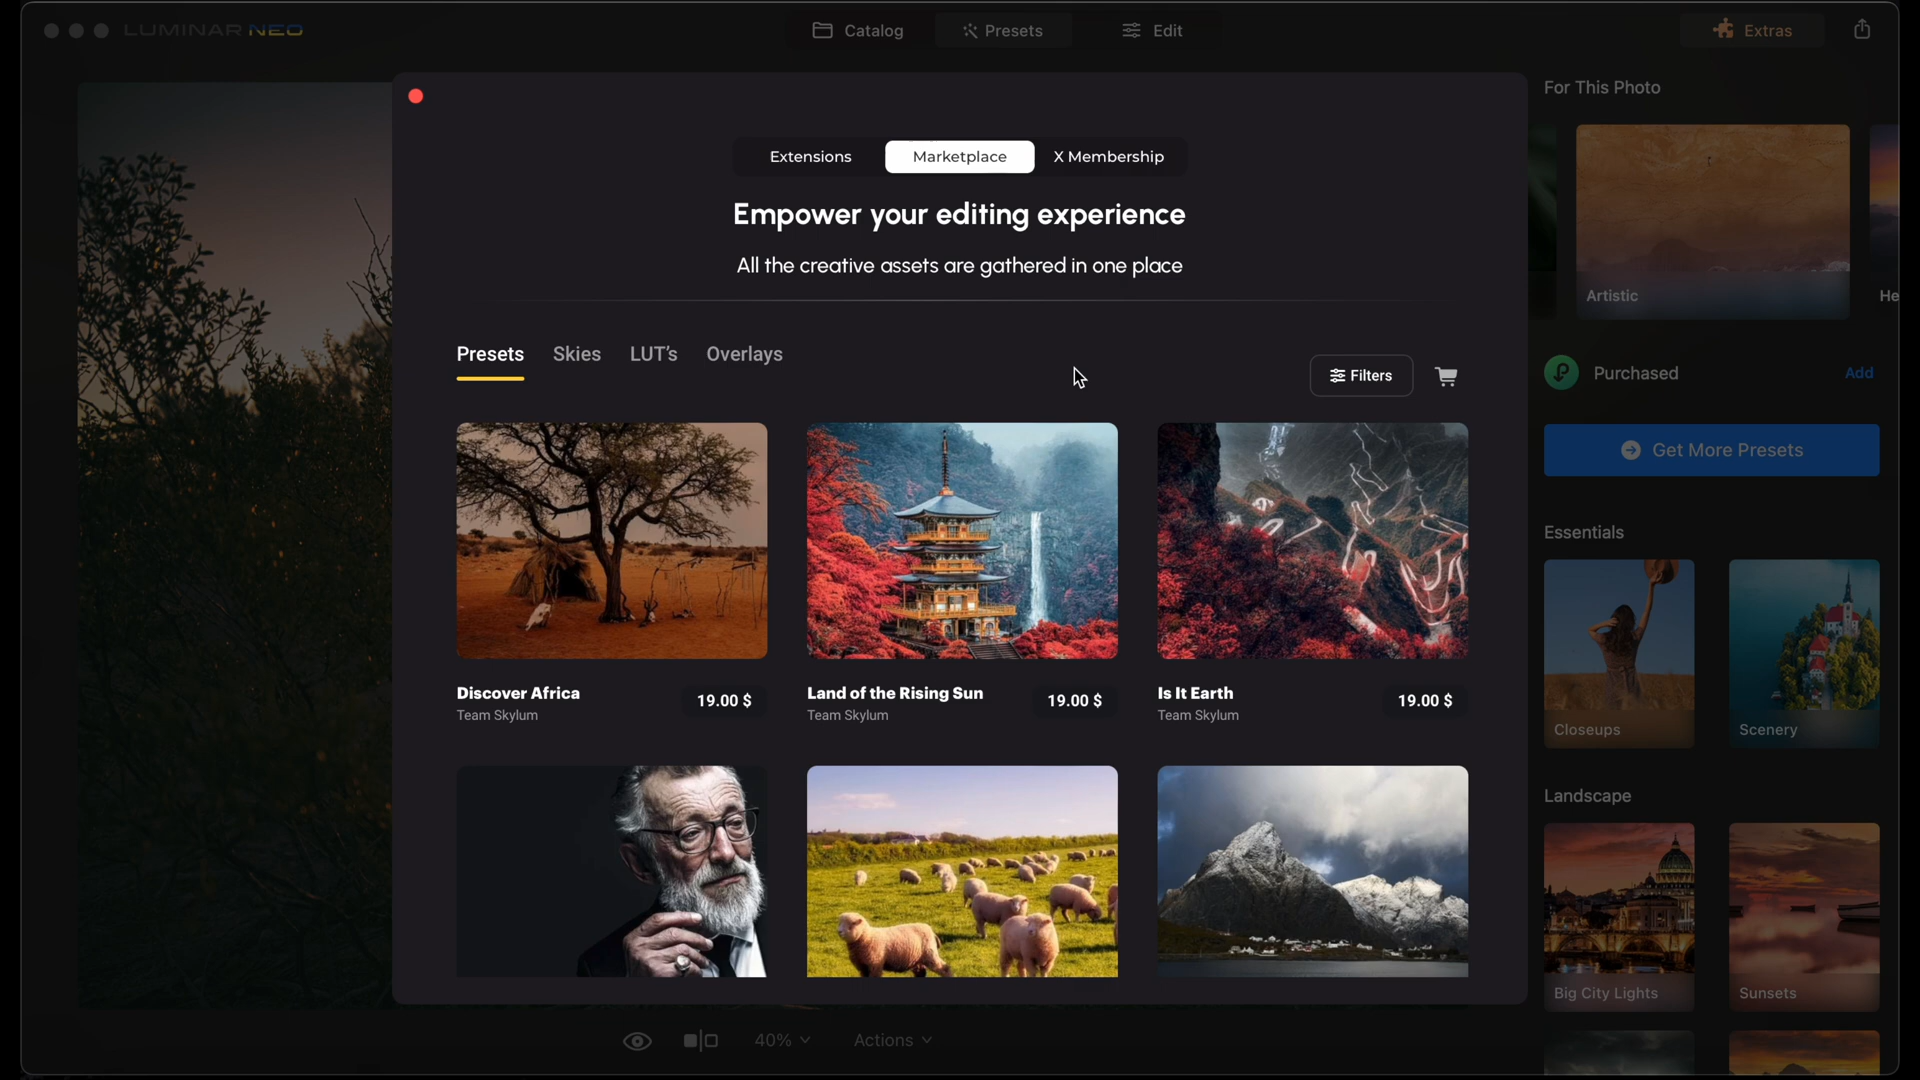 LUMINAR NEO
Catalog
Presets
Edit
Extras
For This Photo
Artistic
He
Purchased
Add
Get More Presets
Essentials
Closeups
Scenery
Landscape
Big City Lights
Sunsets
Extensions
Marketplace
X Membership
Empower your editing experience
All the creative assets are gathered in one place
Presets
Skies
LUT’s
Overlays
Filters
Discover Africa
Team Skylum
19.00 $
Land of the Rising Sun
Team Skylum
19.00 $
Is It Earth
Team Skylum
19.00 $
40%
Actions